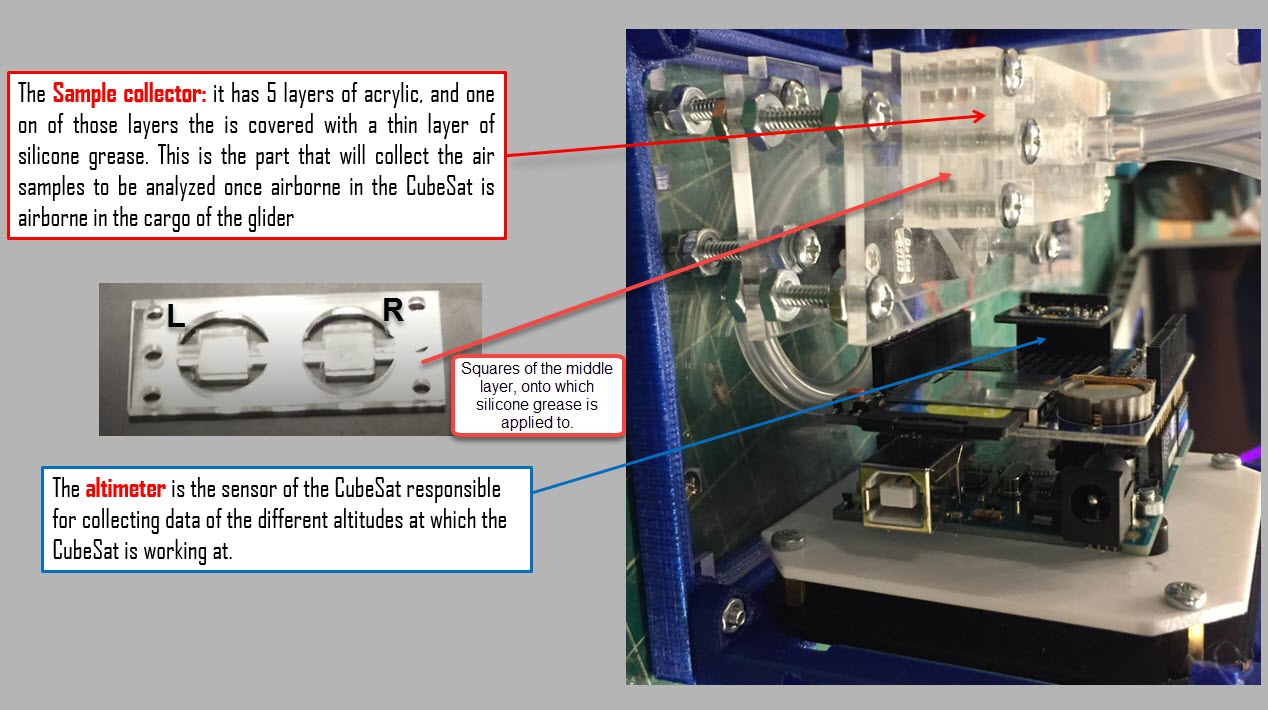 The Sample collector: it has 5 layers of acrylic, and one
on of those layers the is covered with a thin layer of
silicone grease. This is the part that will collect the air
samples to be analyzed once airborne in the CubeSat is
airborne in the cargo of the glider
L
R
Squares of the middle
layer, onto which
silicone grease is
applied to.
The altimeter is the sensor of the CubeSat responsible
for collecting data of the different altitudes at which the
CubeSat is working at.